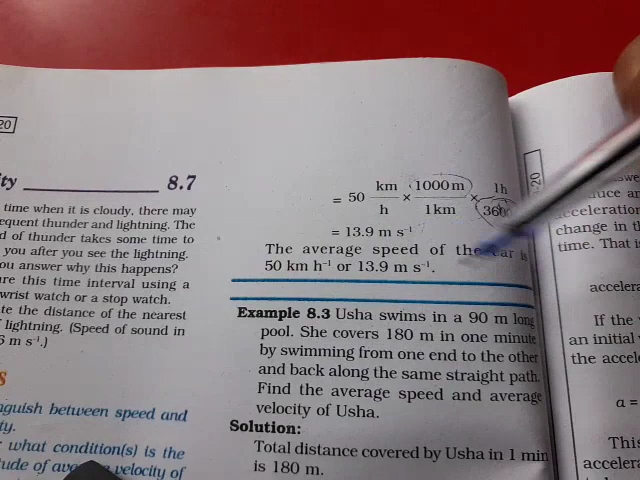 20
ty 8.7
time when it is cloudy, there may
equent thunder and lightning. The
d of thunder takes some time to
you after you see the lightning.
ou answer why this happens?
re this time interval using a
wrist watch or a stop watch.
te the distance of the nearest
lightning. (Speed of sound in
6 m s⁻¹.)
s
nguish between speed and
ty.
what condition(s) is the
tude of average velocity of
= 50 km/h × 1000 m/1 km × 1h/3600
= 13.9 m s⁻¹
The average speed of the car is
50 km h⁻¹ or 13.9 m s⁻¹.
Example 8.3 Usha swims in a 90 m long
pool. She covers 180 m in one minute
by swimming from one end to the other
and back along the same straight path.
Find the average speed and average
velocity of Usha.
Solution:
Total distance covered by Usha in 1 min
is 180 m.
-20
uce an
acceleration
change in th
time. That is
accelera
If the
an initial
the accele
a =
This
accelera